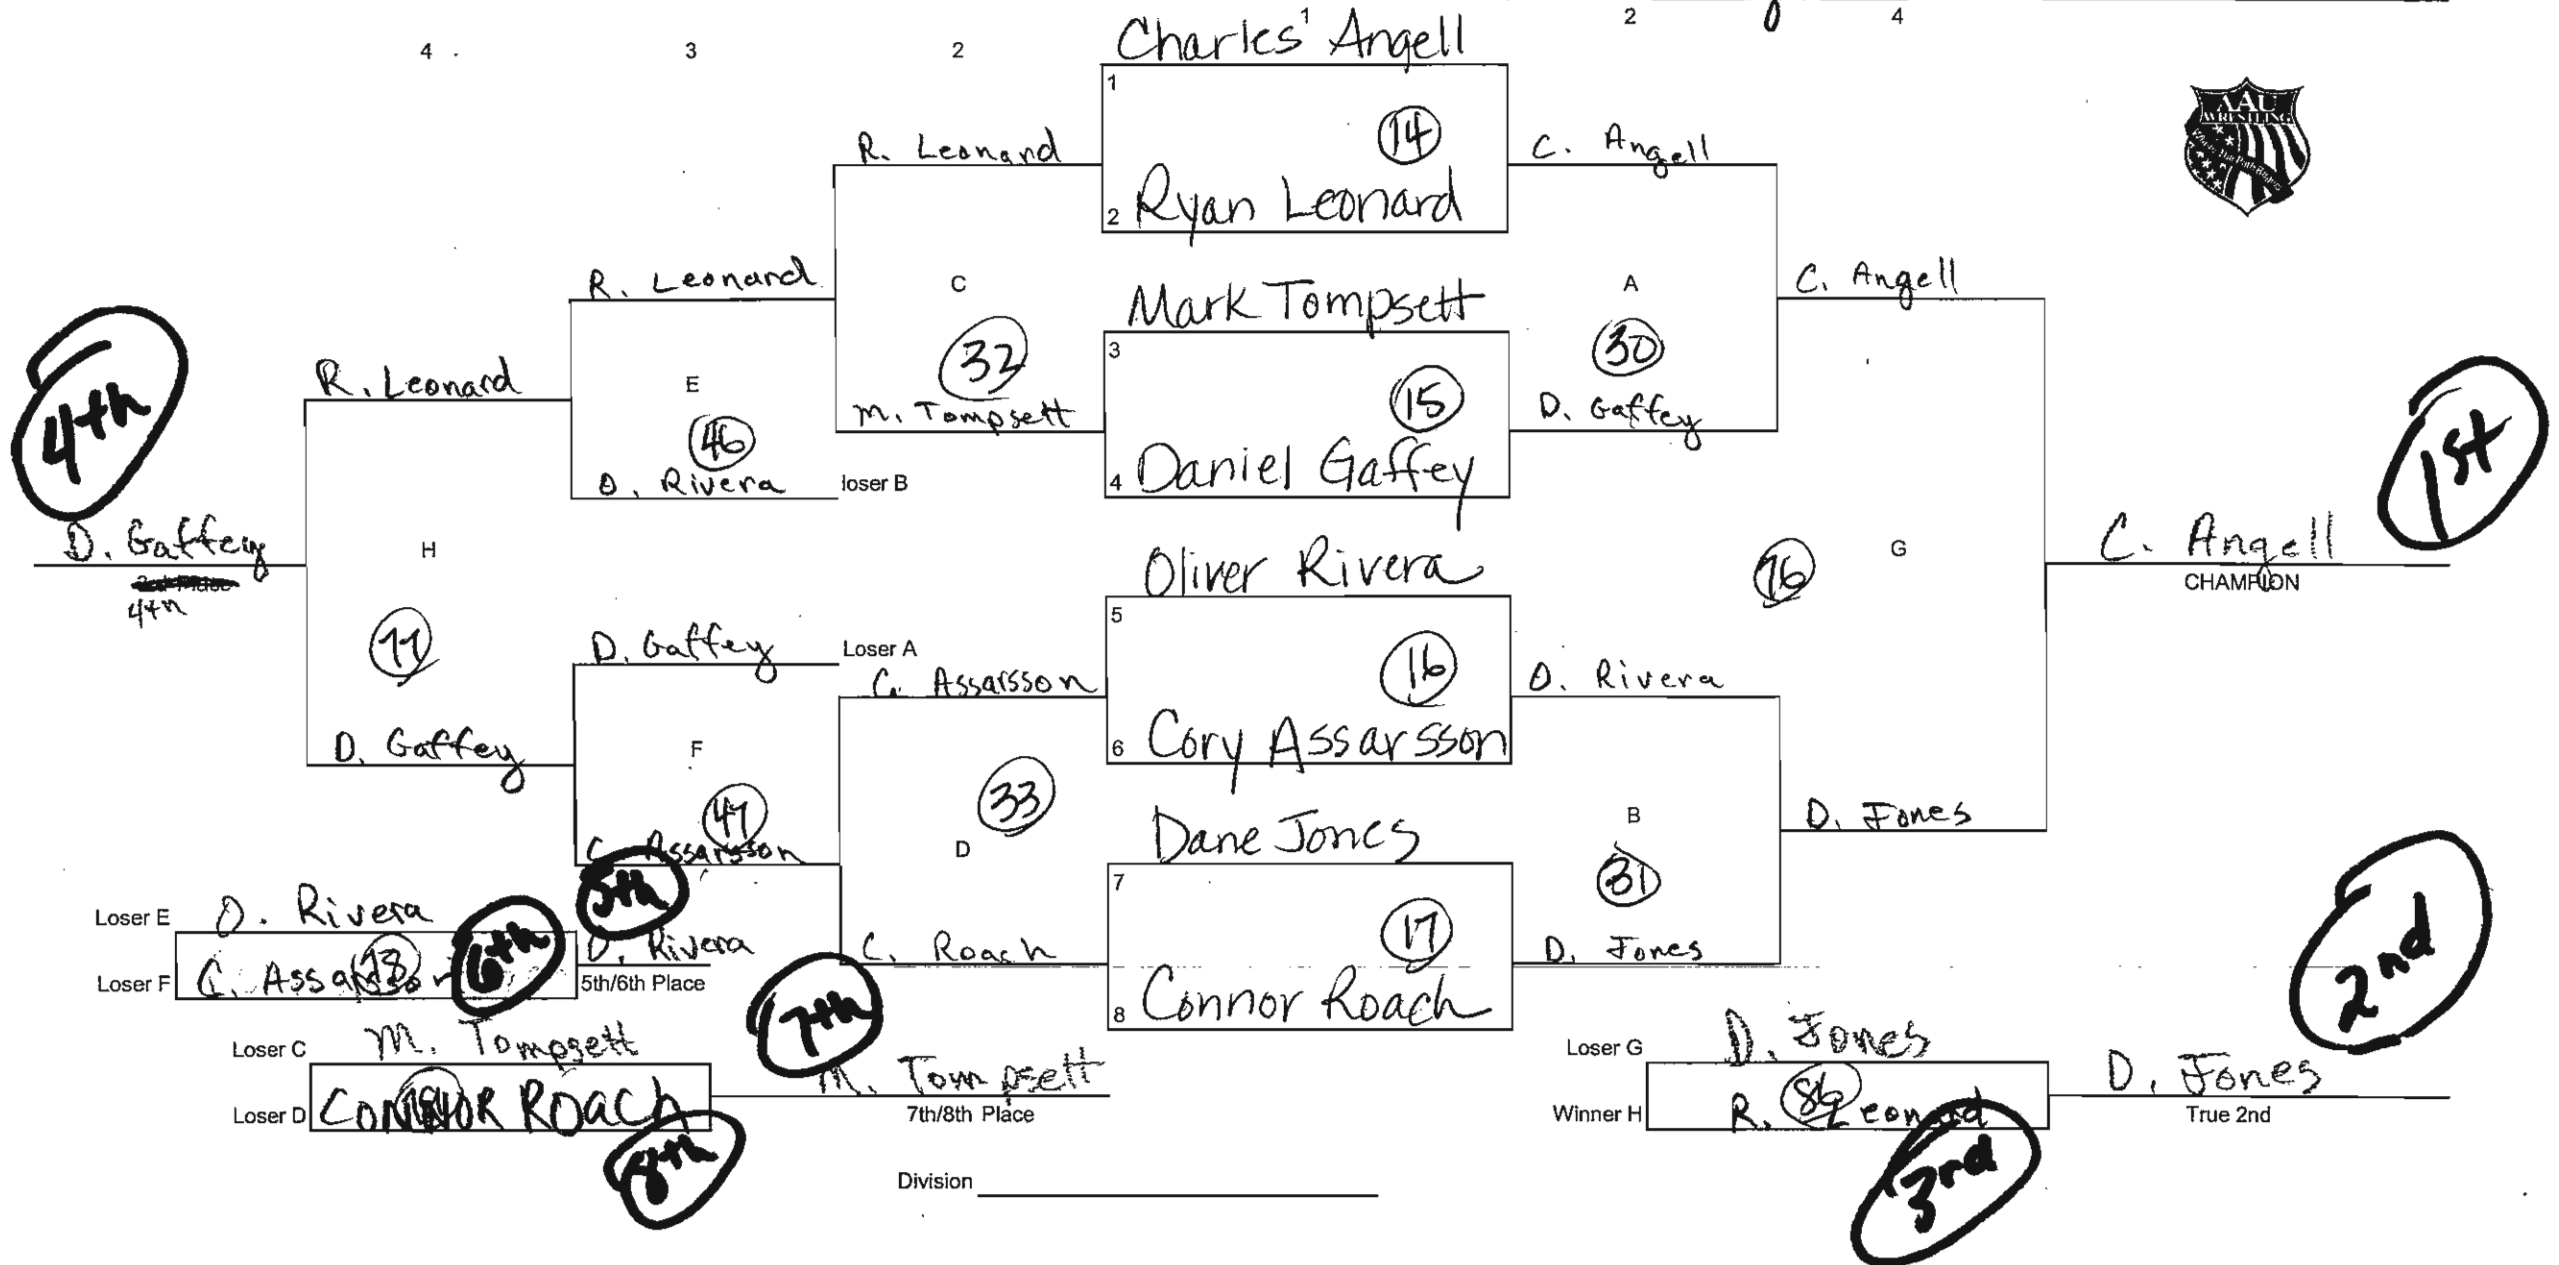 1 2 4
4 3 2
Charles Angell
1
14
R. Leonard
C. Angell
2 Ryan Leonard
AAU
WRESTLING
R. Leonard
C
A
C. Angell
Mark Tompsett
3
32
30
15
R. Leonard
E
46
M. Tompsett
D. Gaffey
4th
1st
O. Rivera
loser B
4 Daniel Gaffey
D. Gaffey
H
G
C. Angell
4th
CHAMPION
Oliver Rivera
76
5
D. Gaffey
Loser A
16
C. Assarsson
O. Rivera
D. Gaffey
F
6 Cory Assarsson
47
33
B
D. Jones
C. Assarsson
D
Dane Jones
7
31
5th
17
2nd
Loser E O. Rivera
6th
O. Rivera
C. Roach
D. Jones
Loser F C. Assarsson
5th/6th Place
7th
8 Connor Roach
Loser C M. Tompsett
Loser G D. Jones
M. Tompsett
D. Jones
Loser D CONNOR ROACh
7th/8th Place
Winner H R. Leonard
86
True 2nd
8th
3rd
Division